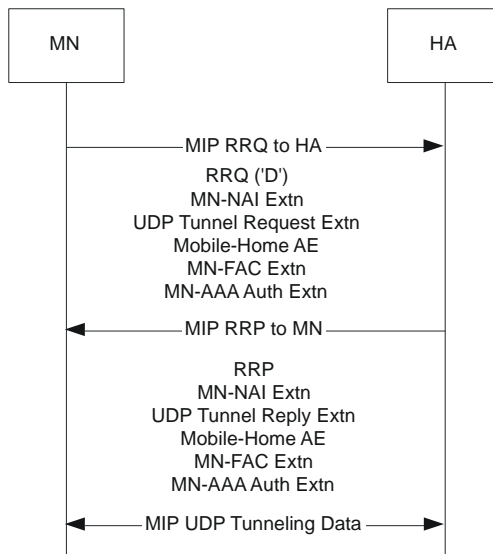 MN
HA
MIP RRQ to HA
RRQ ('D')
MN-NAI Extn
UDP Tunnel Request Extn
Mobile-Home AE
MN-FAC Extn
MN-AAA Auth Extn
MIP RRP to MN
RRP
MN-NAI Extn
UDP Tunnel Reply Extn
Mobile-Home AE
MN-FAC Extn
MN-AAA Auth Extn
MIP UDP Tunneling Data